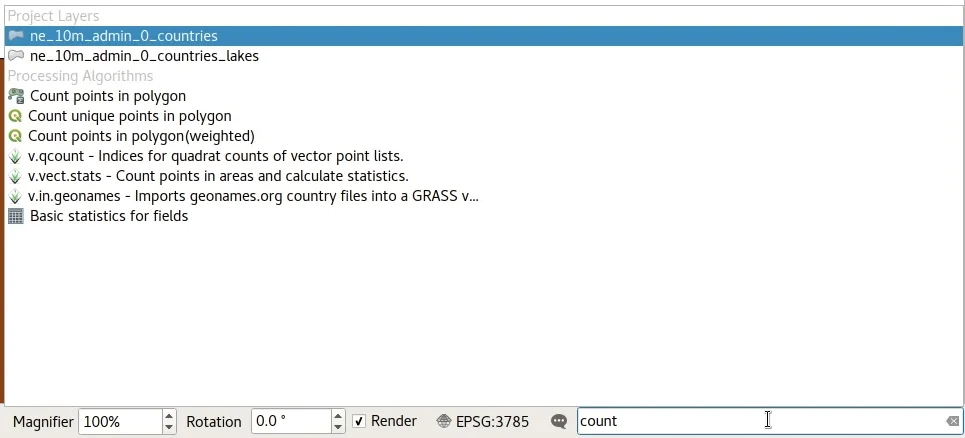 Project Layers
ne_10m_admin_0_countries
ne_10m_admin_0_countries_lakes
Processing Algorithms
Count points in polygon
Count unique points in polygon
Count points in polygon(weighted)
v.qcount - Indices for quadrat counts of vector point lists.
v.vect.stats - Count points in areas and calculate statistics.
v.in.geonames - Imports geonames.org country files into a GRASS v...
Basic statistics for fields
Magnifier 100% Rotation 0.0 ° Render EPSG:3785 count